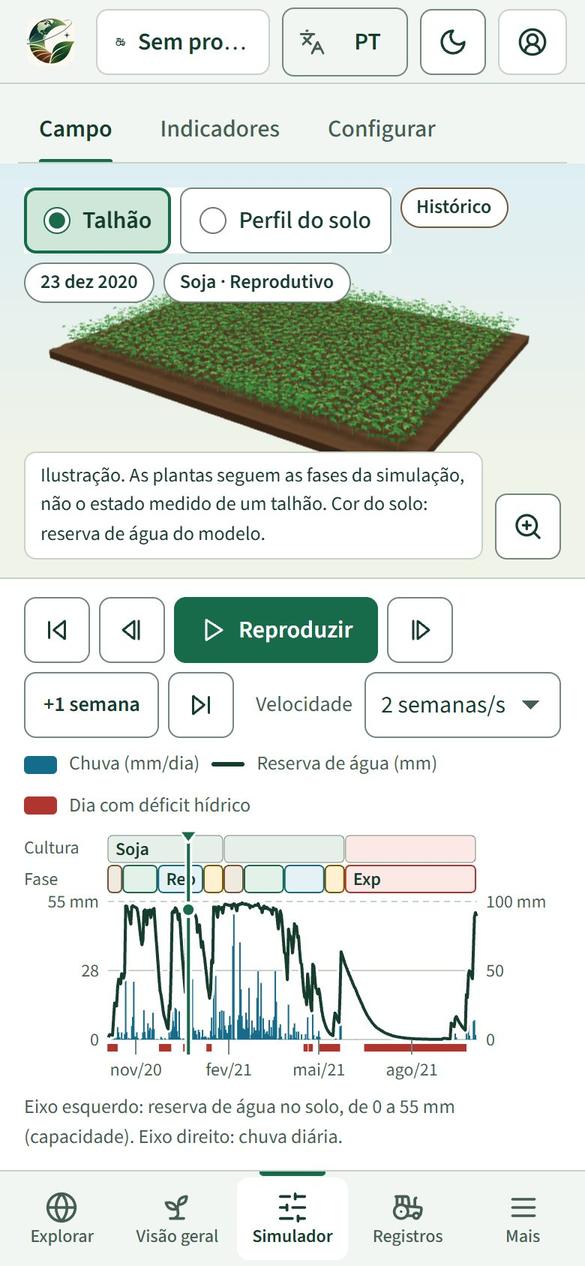 Sem pro…
PT
Campo
Indicadores
Configurar
Talhão
Perfil do solo
Histórico
23 dez 2020
Soja · Reprodutivo
Ilustração. As plantas seguem as fases da simulação,
não o estado medido de um talhão. Cor do solo:
reserva de água do modelo.
Reproduzir
+1 semana
Velocidade
2 semanas/s
Chuva (mm/dia)
Reserva de água (mm)
Dia com déficit hídrico
Cultura
Soja
Fase
Rep
Exp
55 mm
100 mm
28
50
0
0
nov/20
fev/21
mai/21
ago/21
Eixo esquerdo: reserva de água no solo, de 0 a 55 mm
(capacidade). Eixo direito: chuva diária.
Explorar
Visão geral
Simulador
Registros
Mais